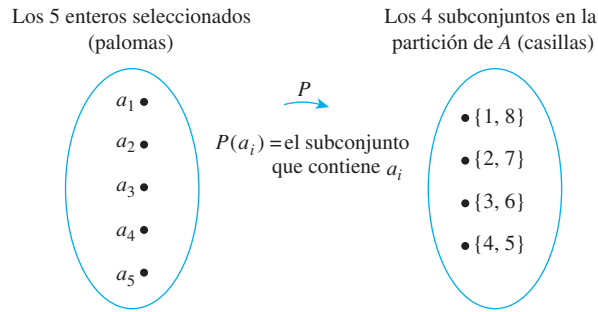 Los 5 enteros seleccionados
(palomas)
Los 4 subconjuntos en la
partición de A (casillas)
a₁
a₂
a₃
a₄
a₅
P
P(aᵢ) = el subconjunto
que contiene aᵢ
{1, 8}
{2, 7}
{3, 6}
{4, 5}